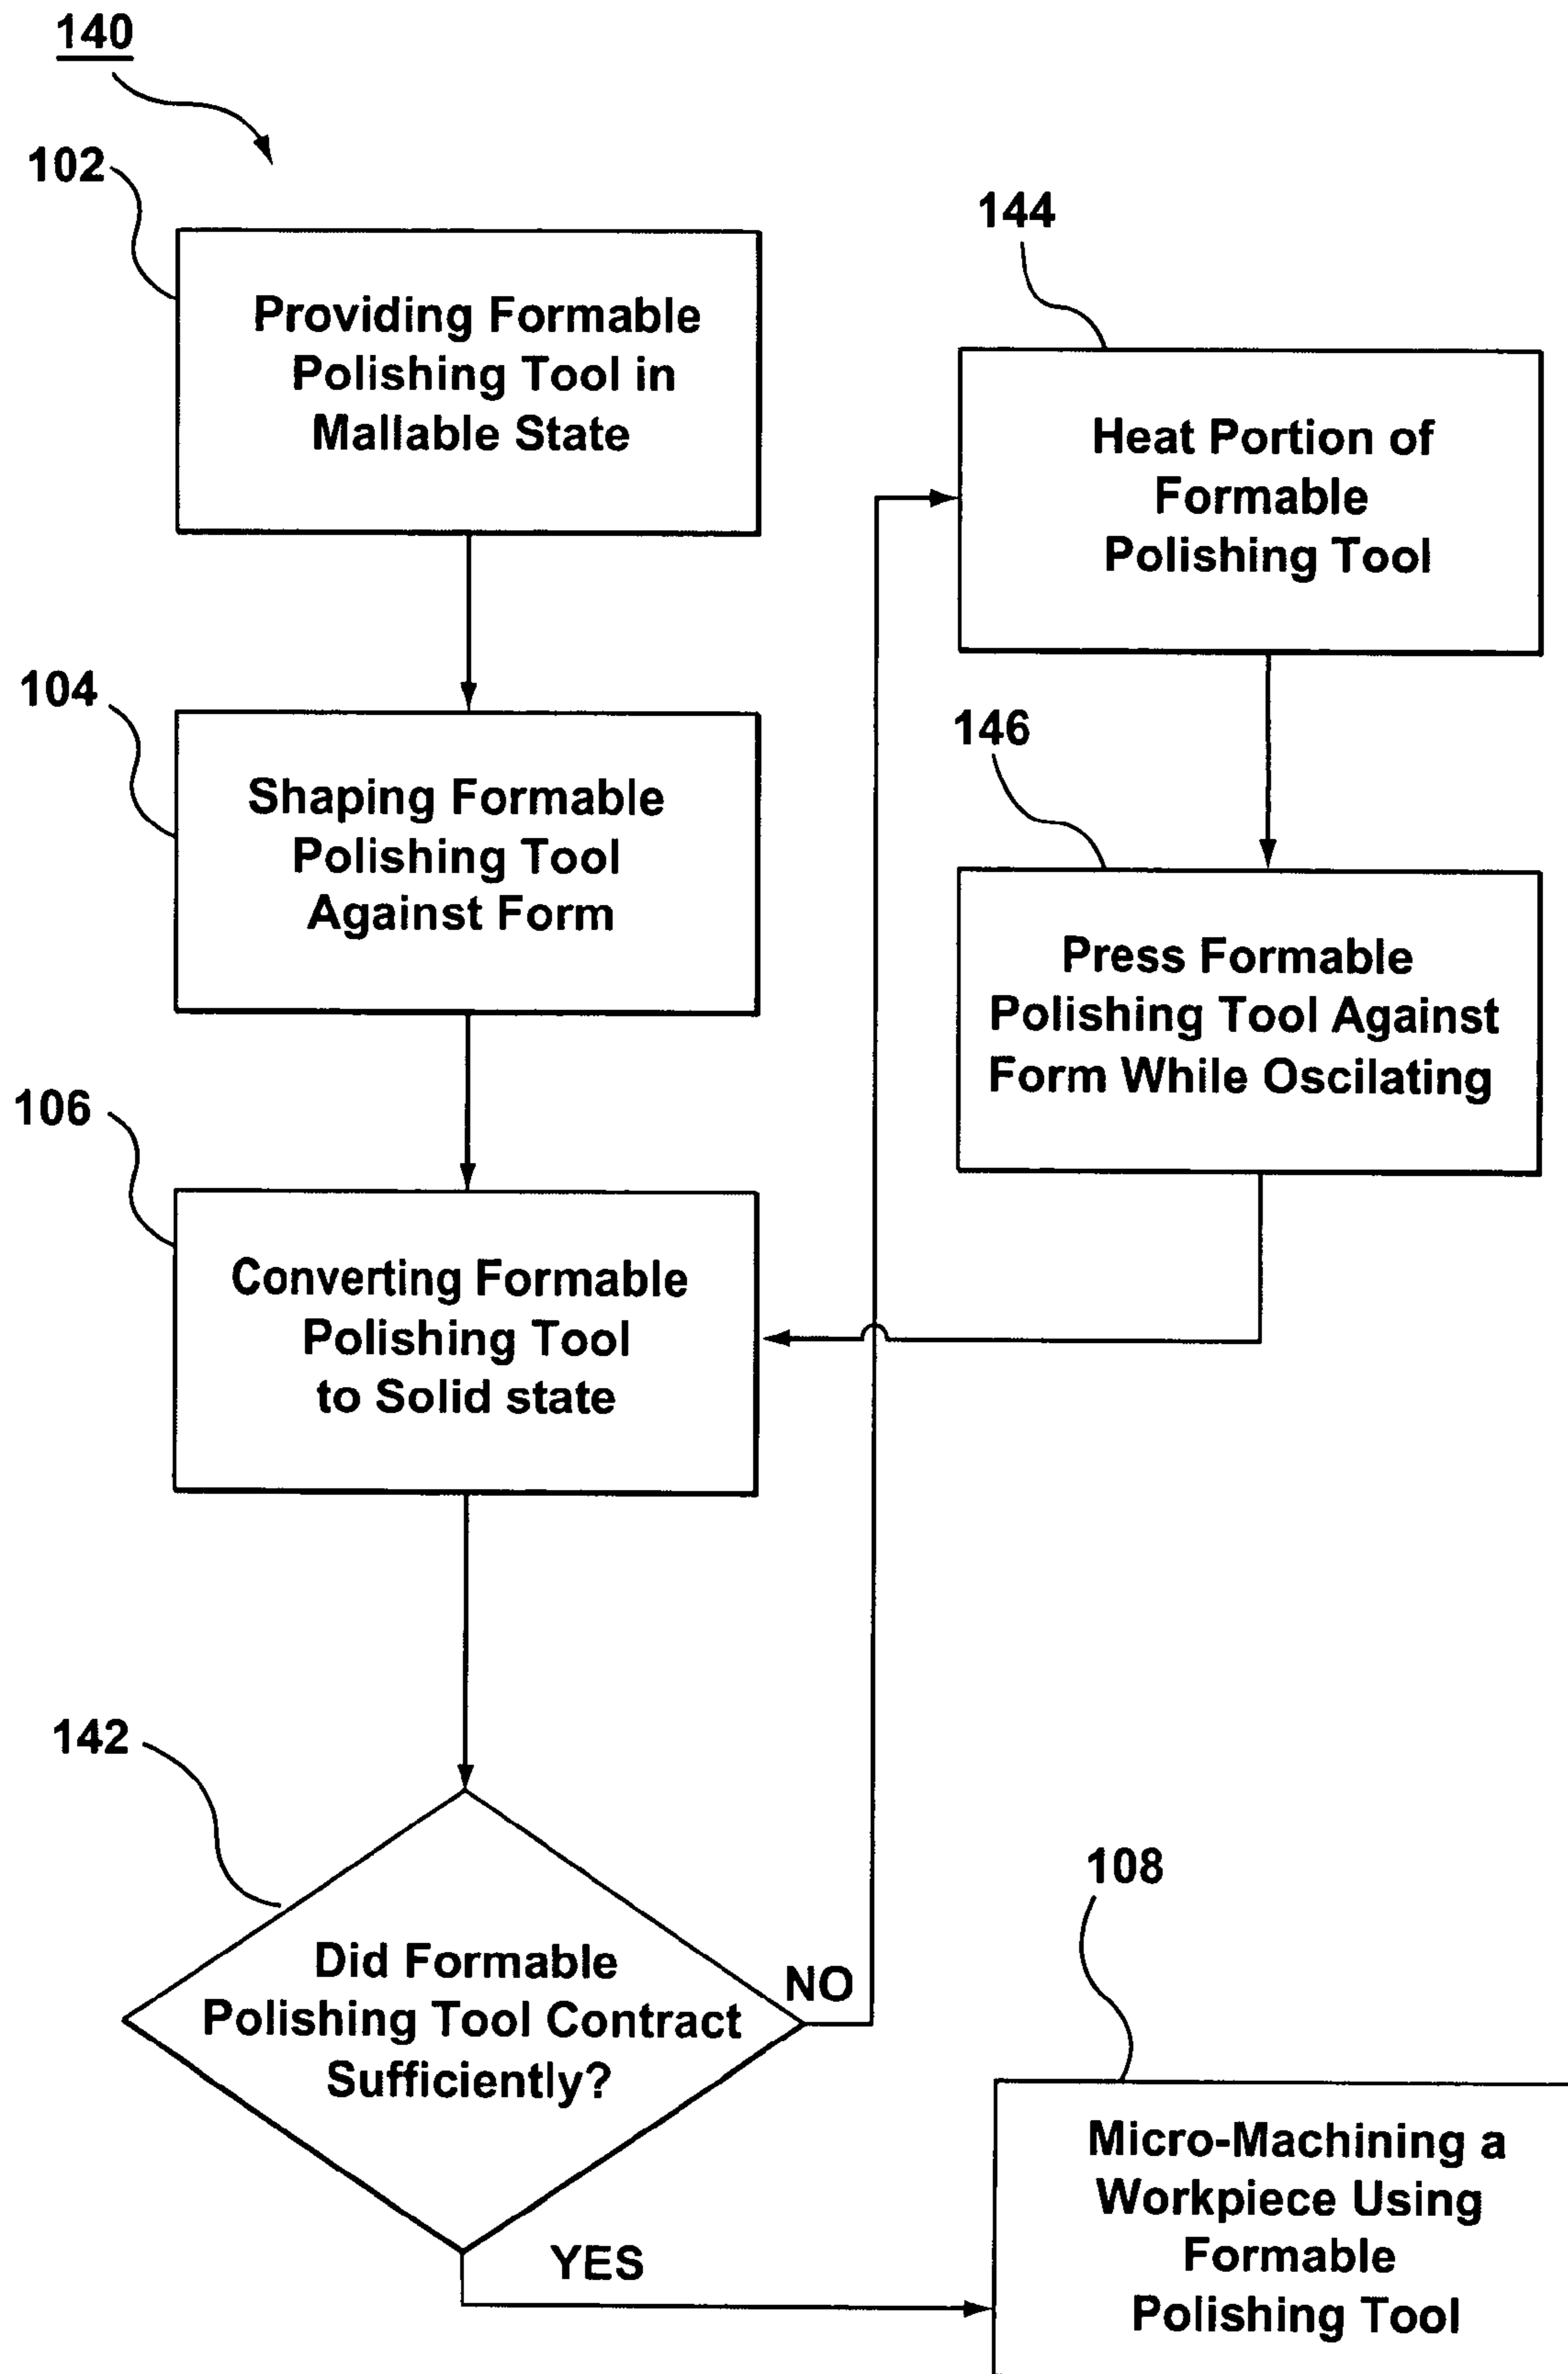 140
102
Providing Formable
Polishing Tool in
Mallable State
104
Shaping Formable
Polishing Tool
Against Form
106
Converting Formable
Polishing Tool
to Solid state
142
Did Formable
Polishing Tool Contract
Sufficiently?
NO
YES
144
Heat Portion of
Formable
Polishing Tool
146
Press Formable
Polishing Tool Against
Form While Oscilating
108
Micro-Machining a
Workpiece Using
Formable
Polishing Tool